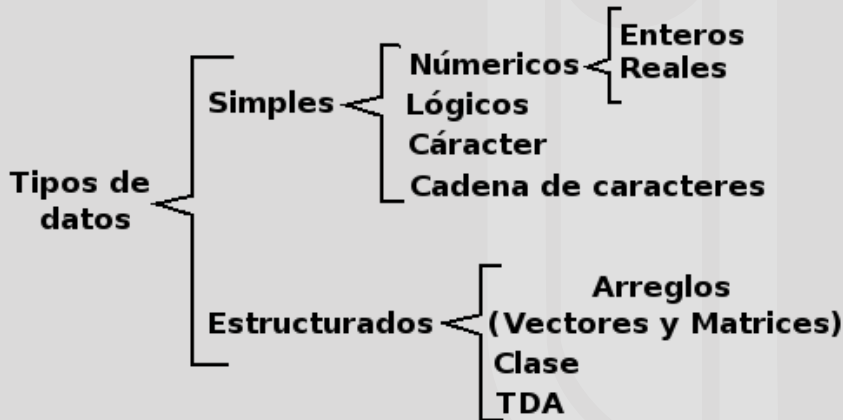 Tipos de
datos
Simples
Númericos
Enteros
Reales
Lógicos
Cáracter
Cadena de caracteres
Estructurados
Arreglos
(Vectores y Matrices)
Clase
TDA